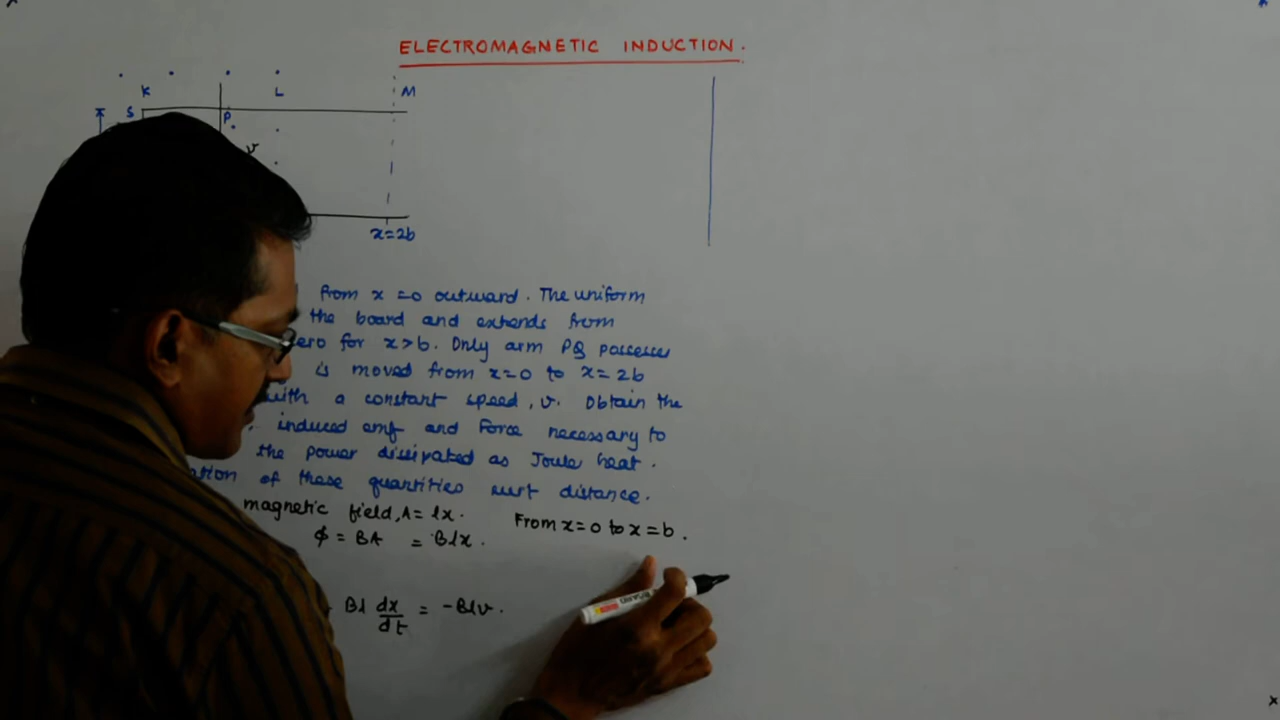 ELECTROMAGNETIC INDUCTION.
K L M
S P
v
x=2b
from x=0 outward. The uniform
the board and extends from
zero for x>b. Only arm PQ possesses
is moved from x=0 to x=2b
with a constant speed, v. Obtain the
induced emf and Force necessary to
the power dissipated as Joule heat.
of these quantities wrt distance.
magnetic field, A = lx. From x=0 to x=b.
φ = BA = Blx.
Bl dx/dt = -Blv.